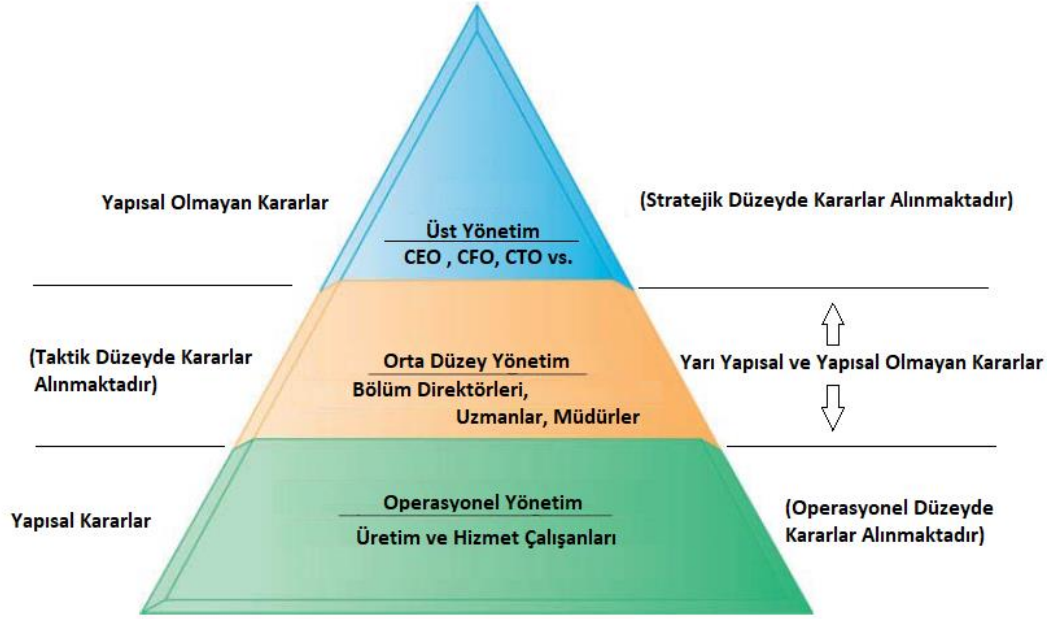 Yapısal Olmayan Kararlar
(Stratejik Düzeyde Kararlar Alınmaktadır)
Üst Yönetim
CEO , CFO, CTO vs.
(Taktik Düzeyde Kararlar
Alınmaktadır)
Orta Düzey Yönetim
Bölüm Direktörleri,
Uzmanlar, Müdürler
Yarı Yapısal ve Yapısal Olmayan Kararlar
Yapısal Kararlar
Operasyonel Yönetim
Üretim ve Hizmet Çalışanları
(Operasyonel Düzeyde
Kararlar Alınmaktadır)